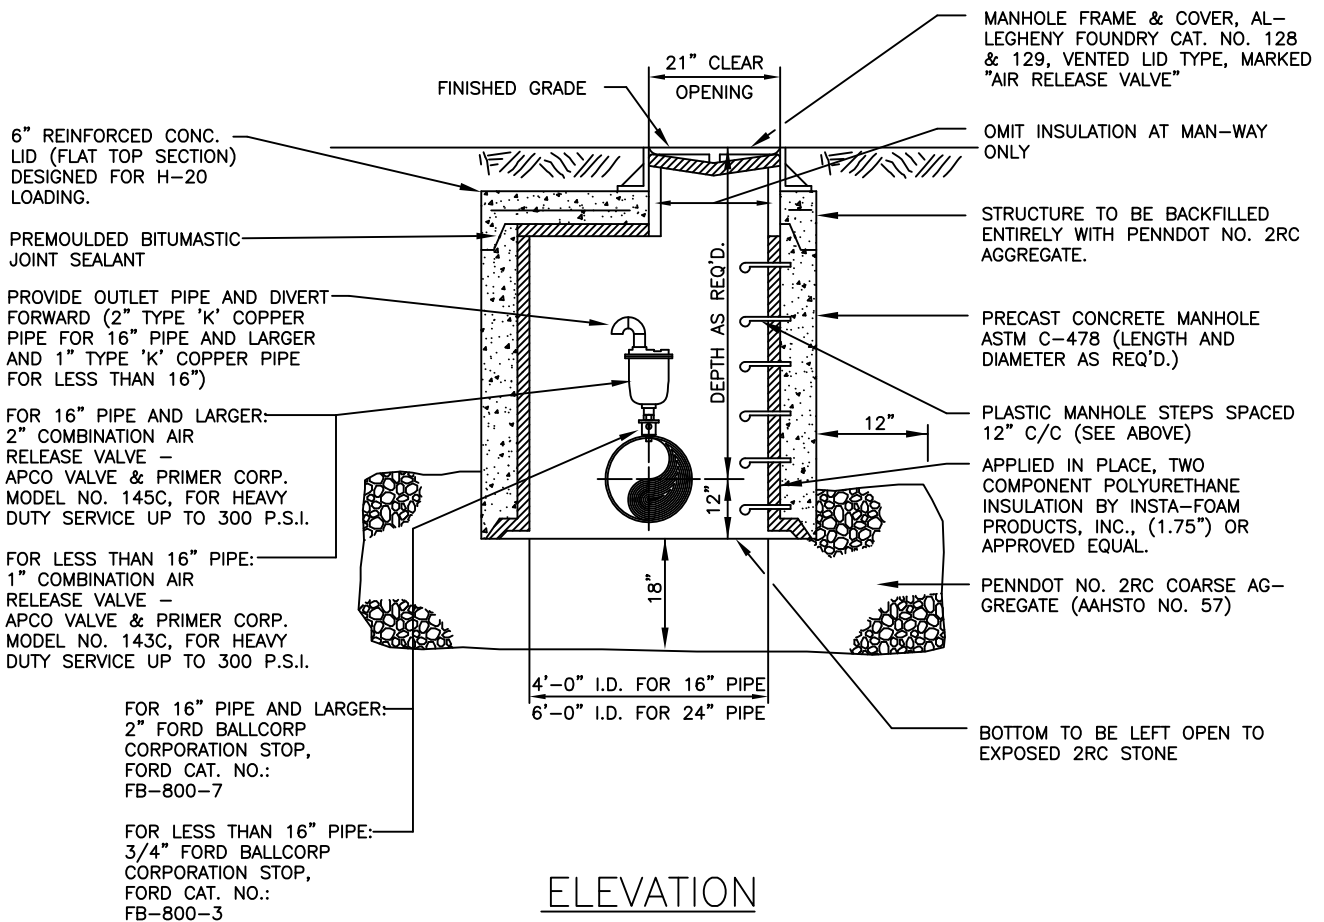 MANHOLE FRAME & COVER, AL-
LEGHENY FOUNDRY CAT. NO. 128
& 129, VENTED LID TYPE, MARKED
"AIR RELEASE VALVE"
21" CLEAR
OPENING
FINISHED GRADE
6" REINFORCED CONC.
LID (FLAT TOP SECTION)
DESIGNED FOR H-20
LOADING.
OMIT INSULATION AT MAN-WAY
ONLY
PREMOULDED BITUMASTIC
JOINT SEALANT
STRUCTURE TO BE BACKFILLED
ENTIRELY WITH PENNDOT NO. 2RC
AGGREGATE.
PROVIDE OUTLET PIPE AND DIVERT
FORWARD (2" TYPE 'K' COPPER
PIPE FOR 16" PIPE AND LARGER
AND 1" TYPE 'K' COPPER PIPE
FOR LESS THAN 16")
DEPTH AS REQ'D.
PRECAST CONCRETE MANHOLE
ASTM C-478 (LENGTH AND
DIAMETER AS REQ'D.)
FOR 16" PIPE AND LARGER:
2" COMBINATION AIR
RELEASE VALVE -
APCO VALVE & PRIMER CORP.
MODEL NO. 145C, FOR HEAVY
DUTY SERVICE UP TO 300 P.S.I.
12"
PLASTIC MANHOLE STEPS SPACED
12" C/C (SEE ABOVE)
APPLIED IN PLACE, TWO
COMPONENT POLYURETHANE
INSULATION BY INSTA-FOAM
PRODUCTS, INC., (1.75") OR
APPROVED EQUAL.
12"
FOR LESS THAN 16" PIPE:
1" COMBINATION AIR
RELEASE VALVE -
APCO VALVE & PRIMER CORP.
MODEL NO. 143C, FOR HEAVY
DUTY SERVICE UP TO 300 P.S.I.
18"
PENNDOT NO. 2RC COARSE AG-
GREGATE (AAHSTO NO. 57)
4'-0" I.D. FOR 16" PIPE
6'-0" I.D. FOR 24" PIPE
FOR 16" PIPE AND LARGER:
2" FORD BALLCORP
CORPORATION STOP,
FORD CAT. NO.:
FB-800-7
BOTTOM TO BE LEFT OPEN TO
EXPOSED 2RC STONE
FOR LESS THAN 16" PIPE:
3/4" FORD BALLCORP
CORPORATION STOP,
FORD CAT. NO.:
FB-800-3
ELEVATION